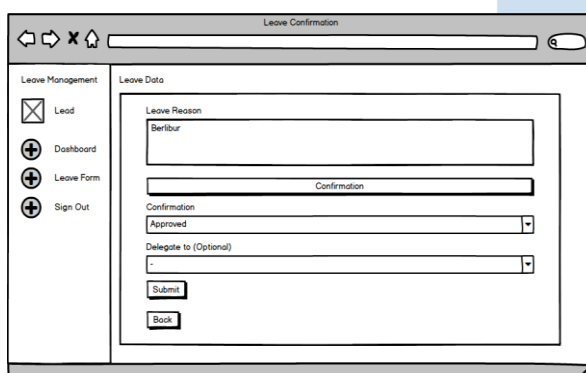 Leave Confirmation
Leave Management
Lead
Dashboard
Leave Form
Sign Out
Leave Data
Leave Reason
Berlibur
Confirmation
Confirmation
Approved
Delegate to (Optional)
-
Submit
Back